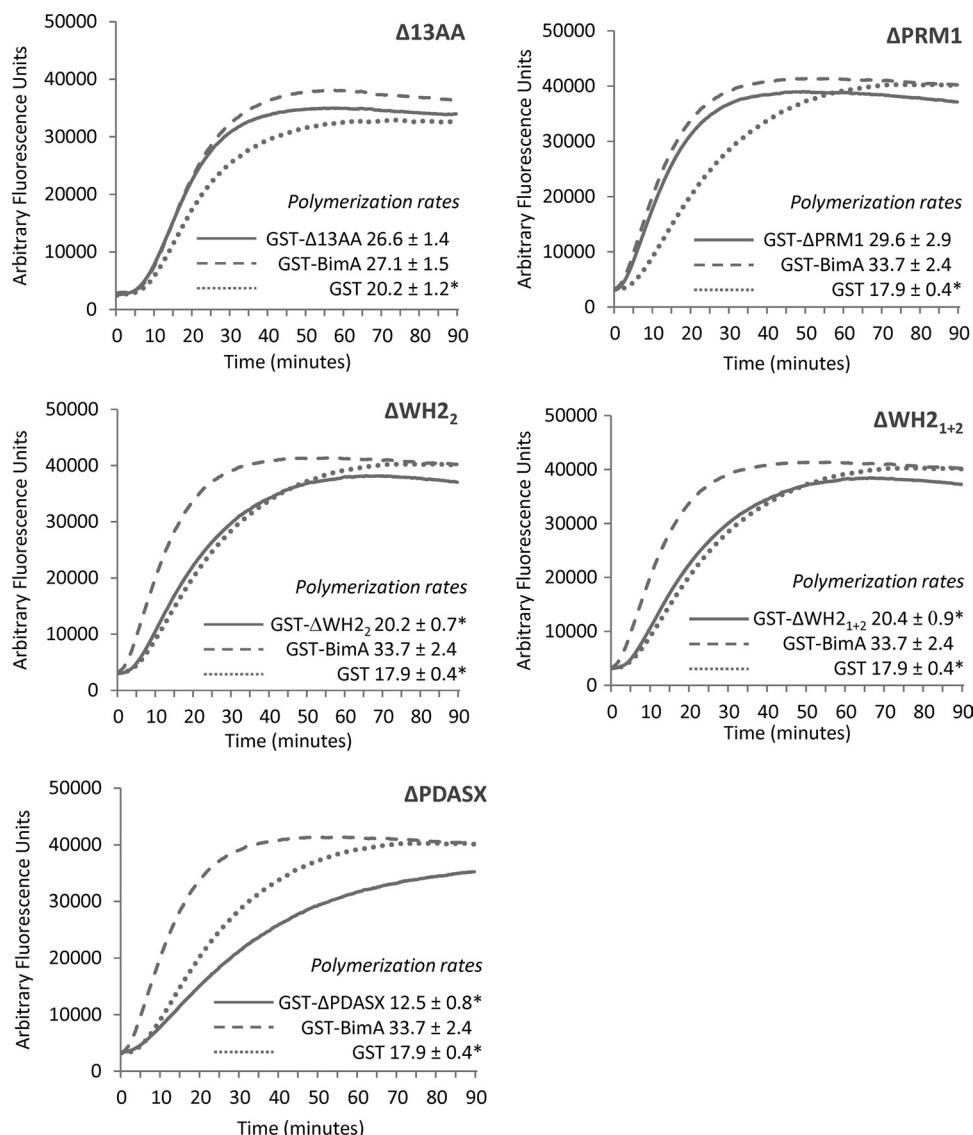 Δ13AA
Arbitrary Fluorescence Units
50000
40000
30000
20000
10000
0
Polymerization rates
GST-Δ13AA 26.6 ± 1.4
GST-BimA 27.1 ± 1.5
GST 20.2 ± 1.2*
0 10 20 30 40 50 60 70 80 90
Time (minutes)
ΔPRM1
Arbitrary Fluorescence Units
50000
40000
30000
20000
10000
0
Polymerization rates
GST-ΔPRM1 29.6 ± 2.9
GST-BimA 33.7 ± 2.4
GST 17.9 ± 0.4*
0 10 20 30 40 50 60 70 80 90
Time (minutes)
ΔWH2₂
Arbitrary Fluorescence Units
50000
40000
30000
20000
10000
0
Polymerization rates
GST-ΔWH2₂ 20.2 ± 0.7*
GST-BimA 33.7 ± 2.4
GST 17.9 ± 0.4*
0 10 20 30 40 50 60 70 80 90
Time (minutes)
ΔWH2₁₊₂
Arbitrary Fluorescence Units
50000
40000
30000
20000
10000
0
Polymerization rates
GST-ΔWH2₁₊₂ 20.4 ± 0.9*
GST-BimA 33.7 ± 2.4
GST 17.9 ± 0.4*
0 10 20 30 40 50 60 70 80 90
Time (minutes)
ΔPDASX
Arbitrary Fluorescence Units
50000
40000
30000
20000
10000
0
Polymerization rates
GST-ΔPDASX 12.5 ± 0.8*
GST-BimA 33.7 ± 2.4
GST 17.9 ± 0.4*
0 10 20 30 40 50 60 70 80 90
Time (minutes)